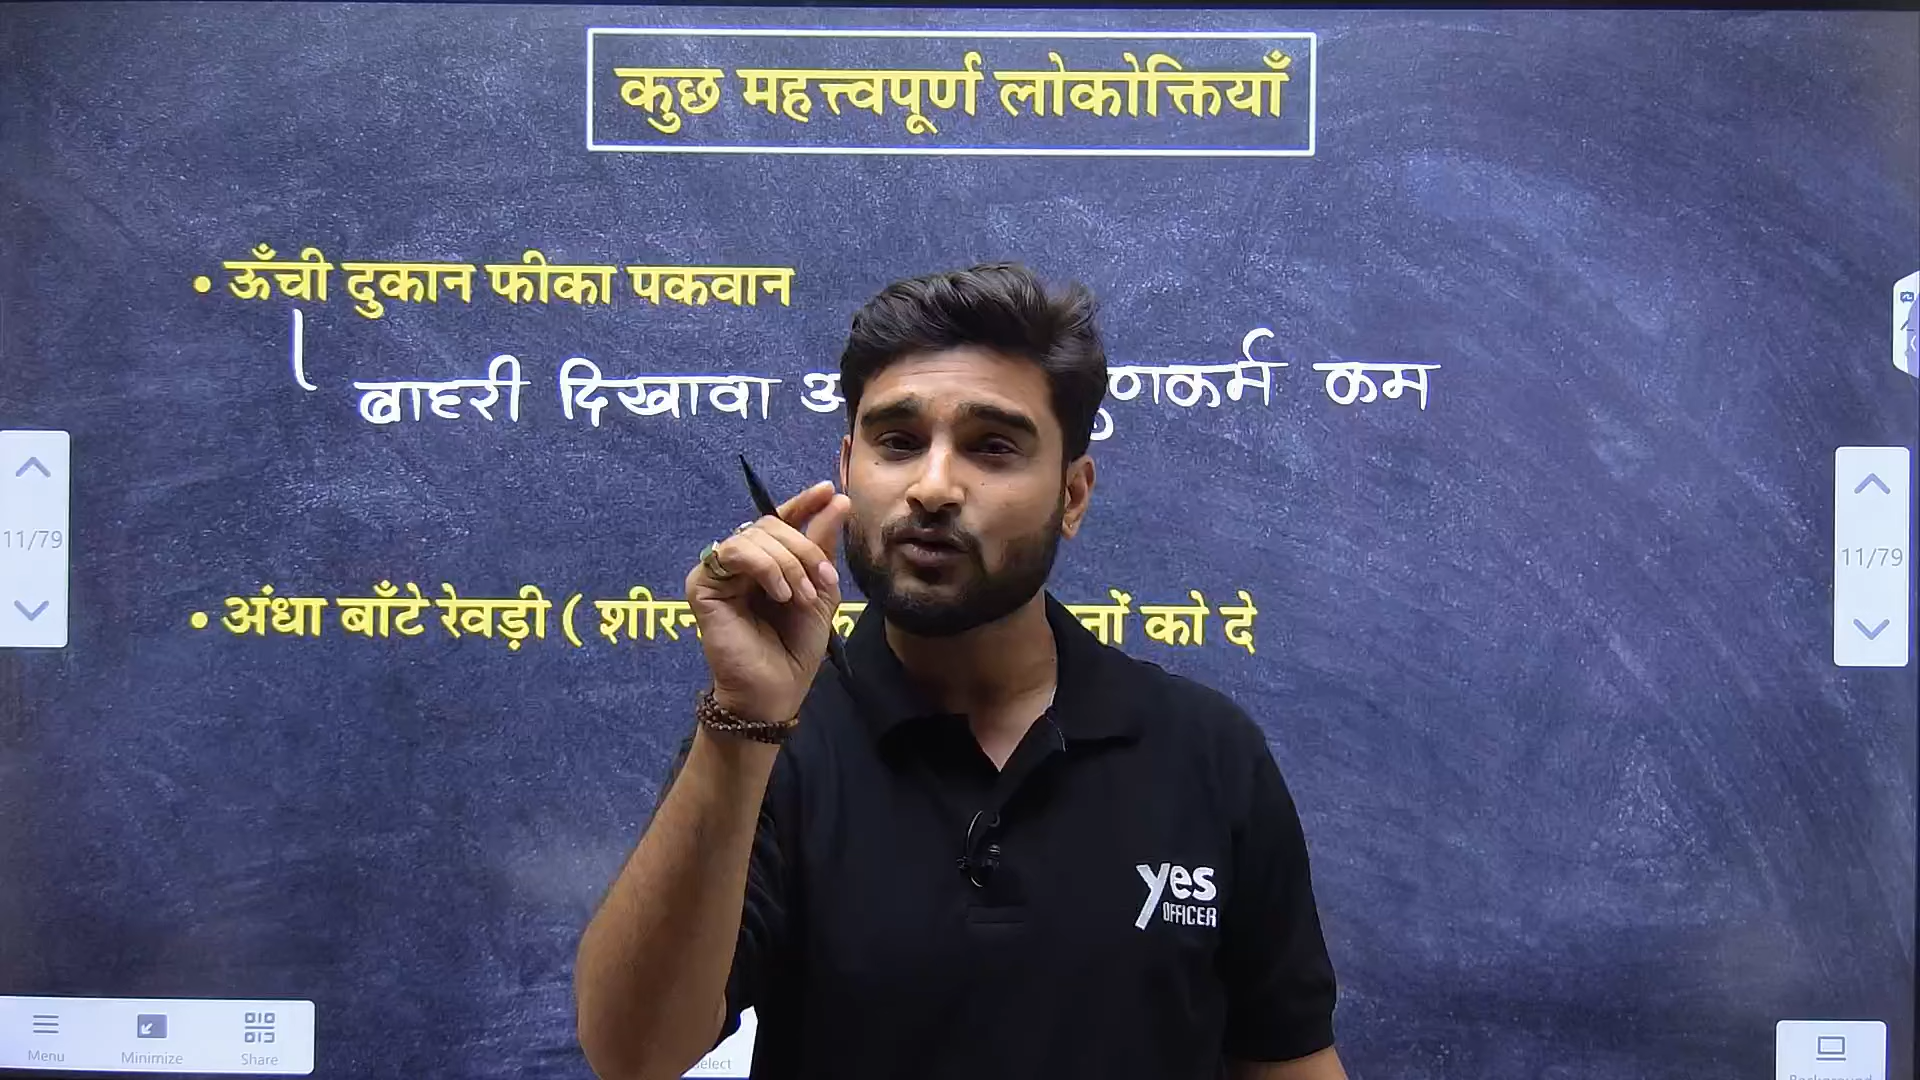 कुछ महत्त्वपूर्ण लोकोक्तियाँ
• ऊँची दुकान फीका पकवान
बाहरी दिखावा कम
• अंधा बाँटे रेवड़ी ( को दे
11/79
11/79
yes
OFFICER
Menu
Minimize
Share